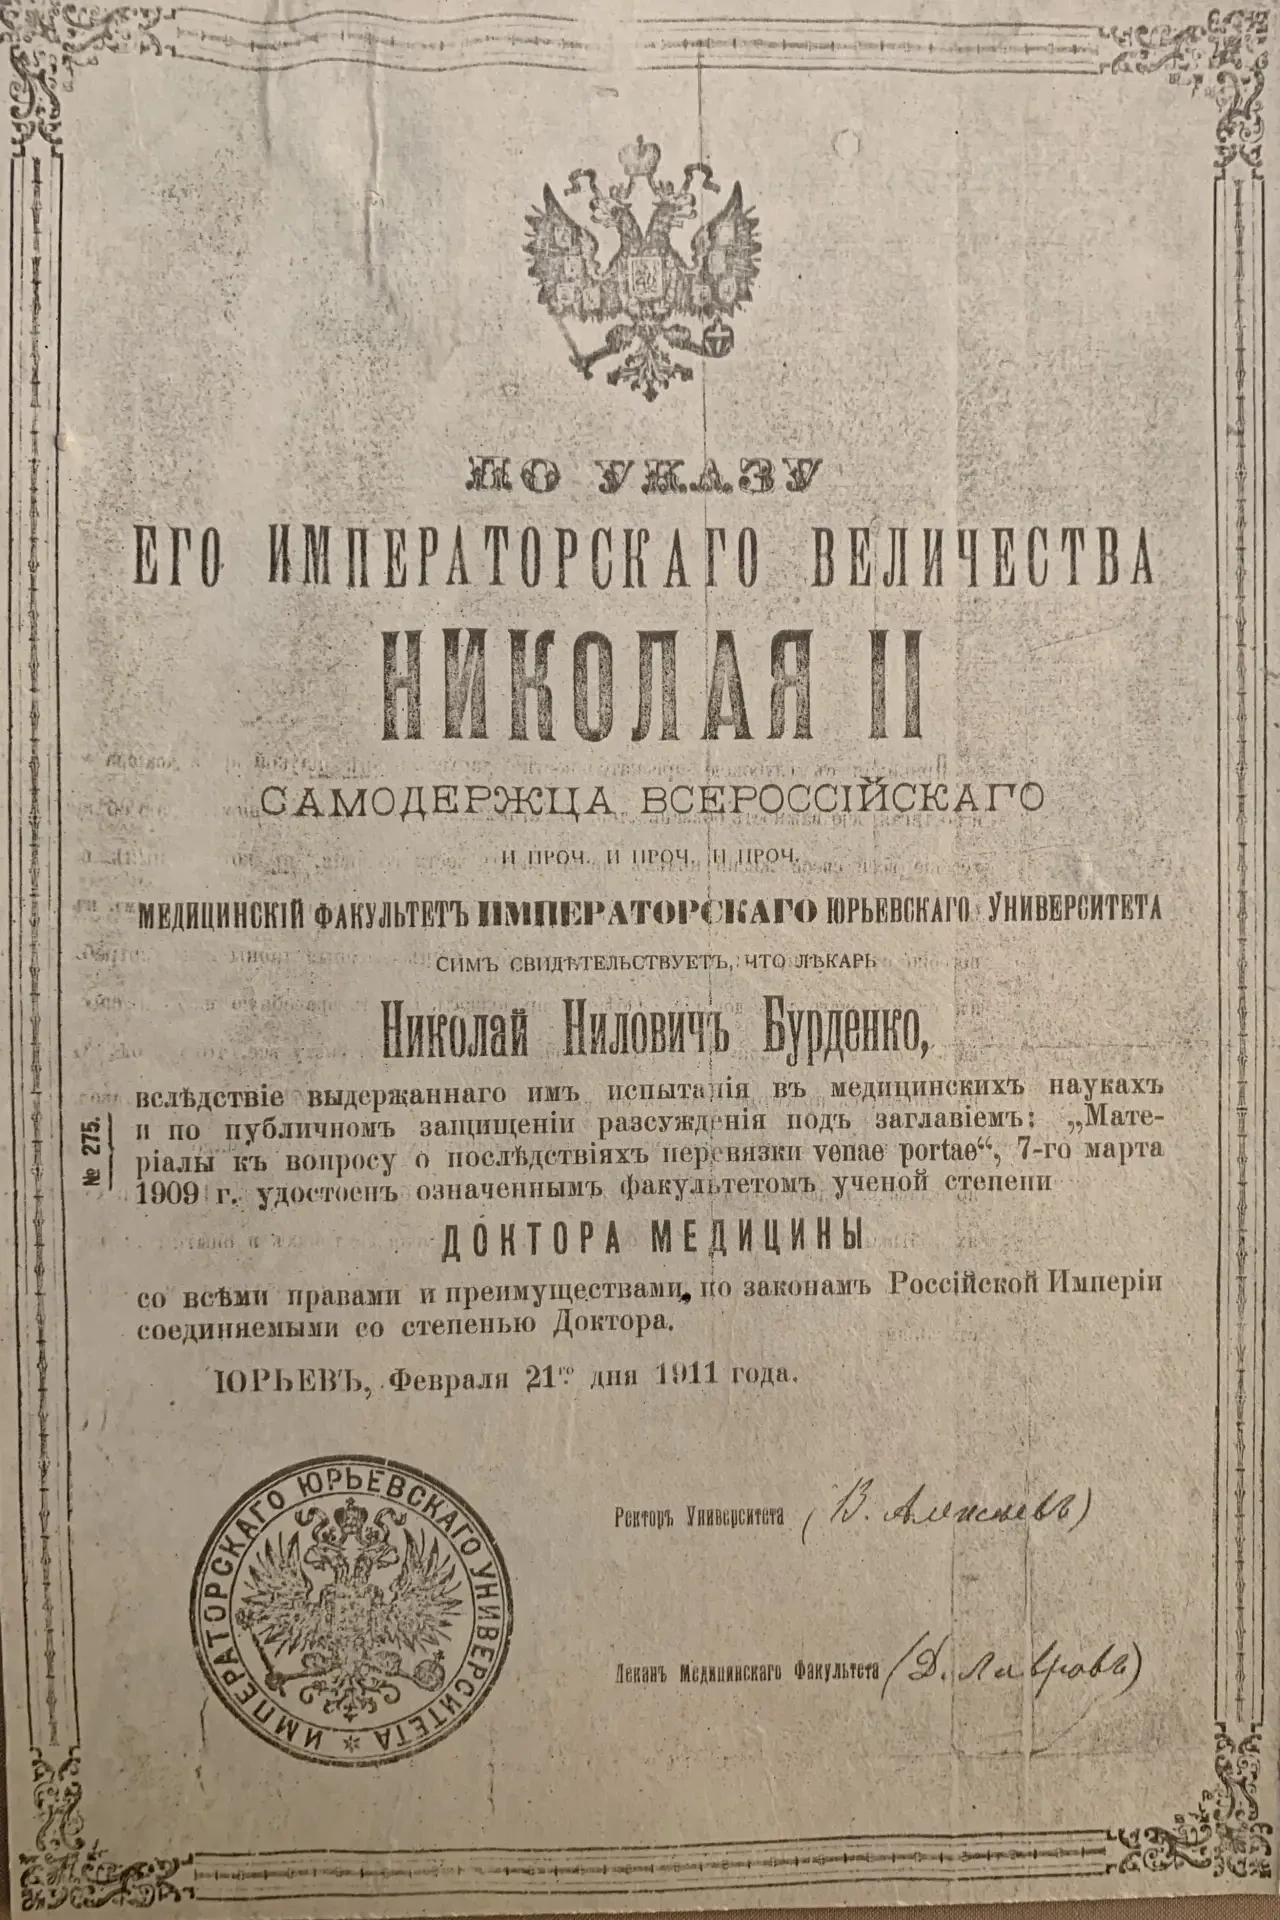 ПО УКАЗУ
ЕГО ИМПЕРАТОРСКАГО ВЕЛИЧЕСТВА
НИКОЛАЯ II
САМОДЕРЖЦА ВСЕРОССІЙСКАГО
И ПРОЧ. И ПРОЧ. И ПРОЧ.
МЕДИЦИНСКІЙ ФАКУЛЬТЕТЪ ИМПЕРАТОРСКАГО ЮРЬЕВСКАГО УНИВЕРСИТЕТА
СИМЪ СВИДѢТЕЛЬСТВУЕТЪ, ЧТО ЛѢКАРЬ
Николай Ниловичъ Бурденко,
вслѣдствіе выдержаннаго имъ испытанія въ медицинскихъ наукахъ
и по публичномъ защищеніи разсужденія подъ заглавіемъ: „Мате-
ріалы къ вопросу о послѣдствіяхъ перевязки venae portae“, 7-го марта
1909 г. удостоенъ означеннымъ факультетомъ ученой степени
ДОКТОРА МЕДИЦИНЫ
со всѣми правами и преимуществами, по законамъ Россійской Имперіи
соединяемыми со степенью Доктора.
ЮРЬЕВЪ, Февраля 21го дня 1911 года.
№ 275.
Ректоръ Университета (В. Алексѣевъ)
Деканъ Медицинскаго Факультета (Д. Лавровъ)
ИМПЕРАТОРСКАГО ЮРЬЕВСКАГО УНИВЕРСИТЕТА